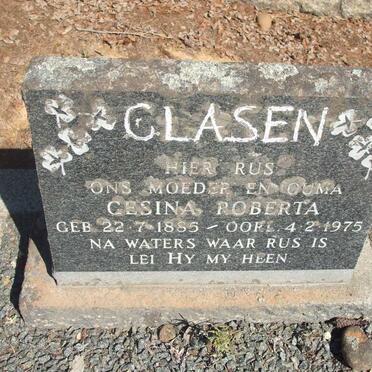 CLASEN
HIER RUS
ONS MOEDER EN OUMA
GESINA ROBERTA
GEB. 22·7·1885 – OORL. 4·2·1975
NA WATERS WAAR RUS IS
LEI HY MY HEEN